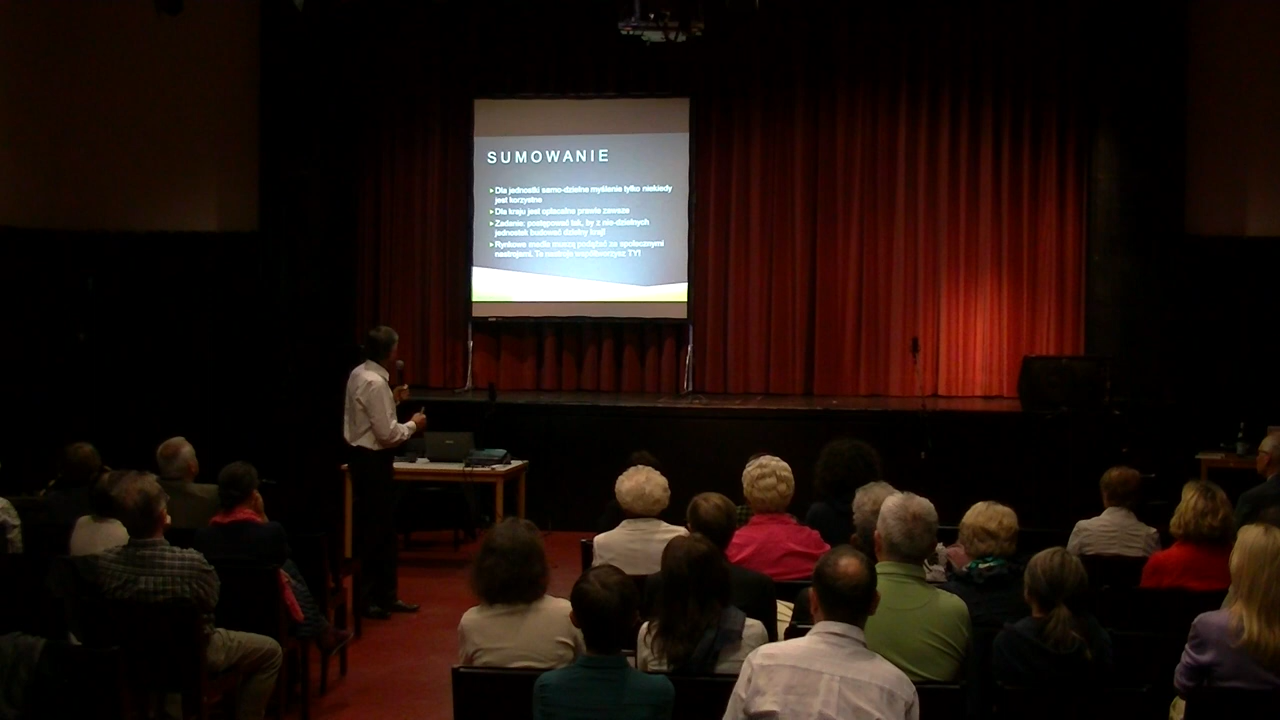 SUMOWANIE
Dla jednostki samo-dzielne myślenie tylko niekiedy
jest korzystne
Dla kraju jest opłacalne prawie zawsze
Zadanie: postępować tak, by z nie-dzielnych
jednostek budować dzielny kraj!
Rynkowe media muszą podążać za społecznymi
nastrojami. Te nastroje współtworzysz TY!